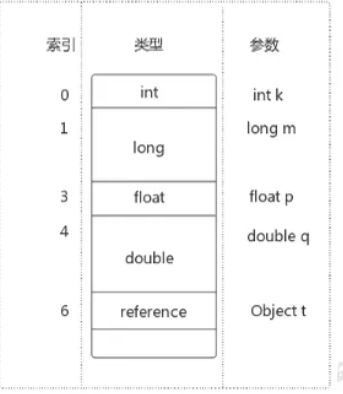 索引 类型 参数
0 int int k
1 long long m
3 float float p
4 double double q
6 reference Object t